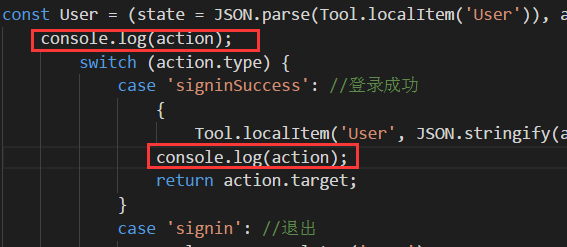 const User = (state = JSON.parse(Tool.localItem('User')), a
console.log(action);
switch (action.type) {
case 'signinSuccess': //登录成功
{
Tool.localItem('User', JSON.stringify(a
console.log(action);
return action.target;
}
case 'signin': //退出